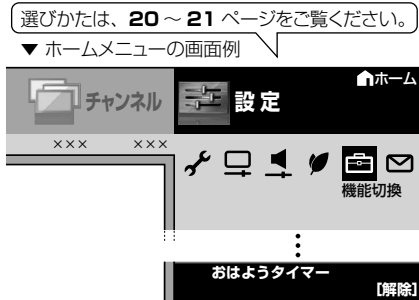 選びかたは、20～21 ページをご覧ください。
▼ ホームメニューの画面例
ホーム
チャンネル
設定
××× ×××
機能切換
おはようタイマー
[解除]